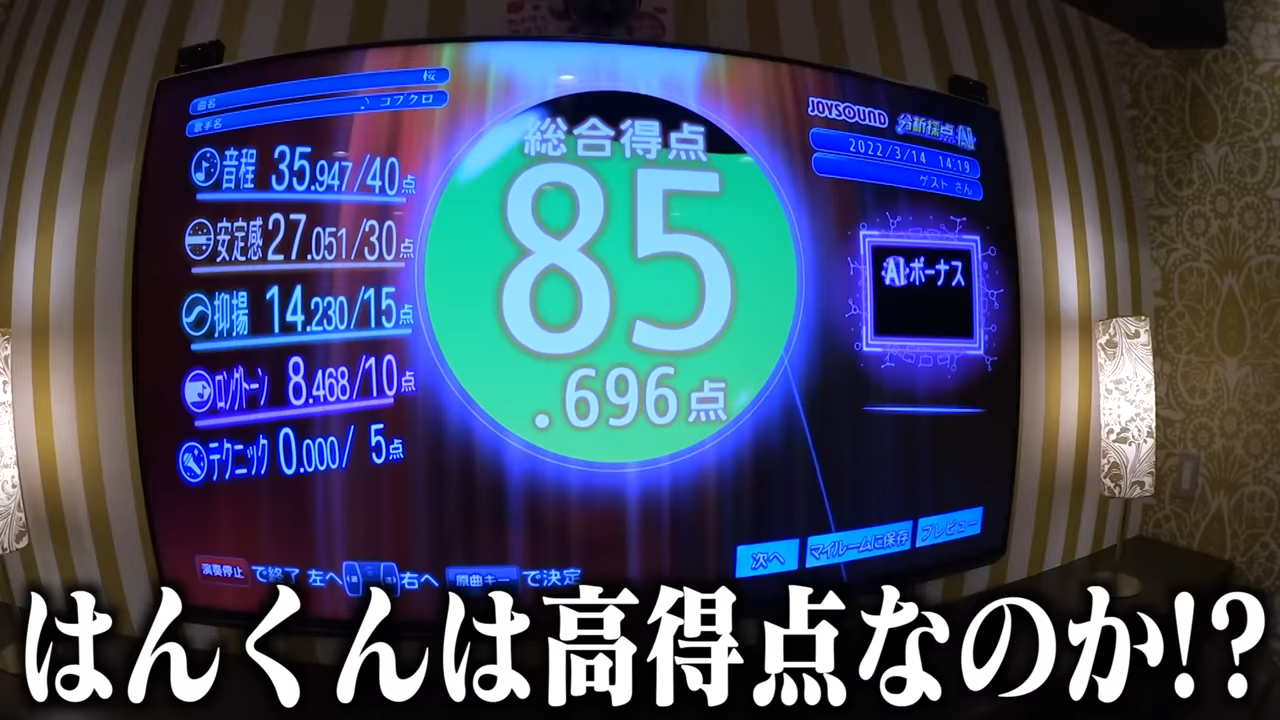 曲名 桜
歌手名 コブクロ
音程 35.947/40点
安定感 27.051/30点
抑揚 14.230/15点
ロングトーン 8.468/10点
テクニック 0.000/ 5点
総合得点
85
.696点
JOYSOUND 分析採点AI
2022/3/14 14:19
ゲスト さん
AIボーナス
次へ マイルームに保存 プレビュー
演奏停止 で終了 左へ 右へ 原曲キー で決定
はんくんは高得点なのか!?